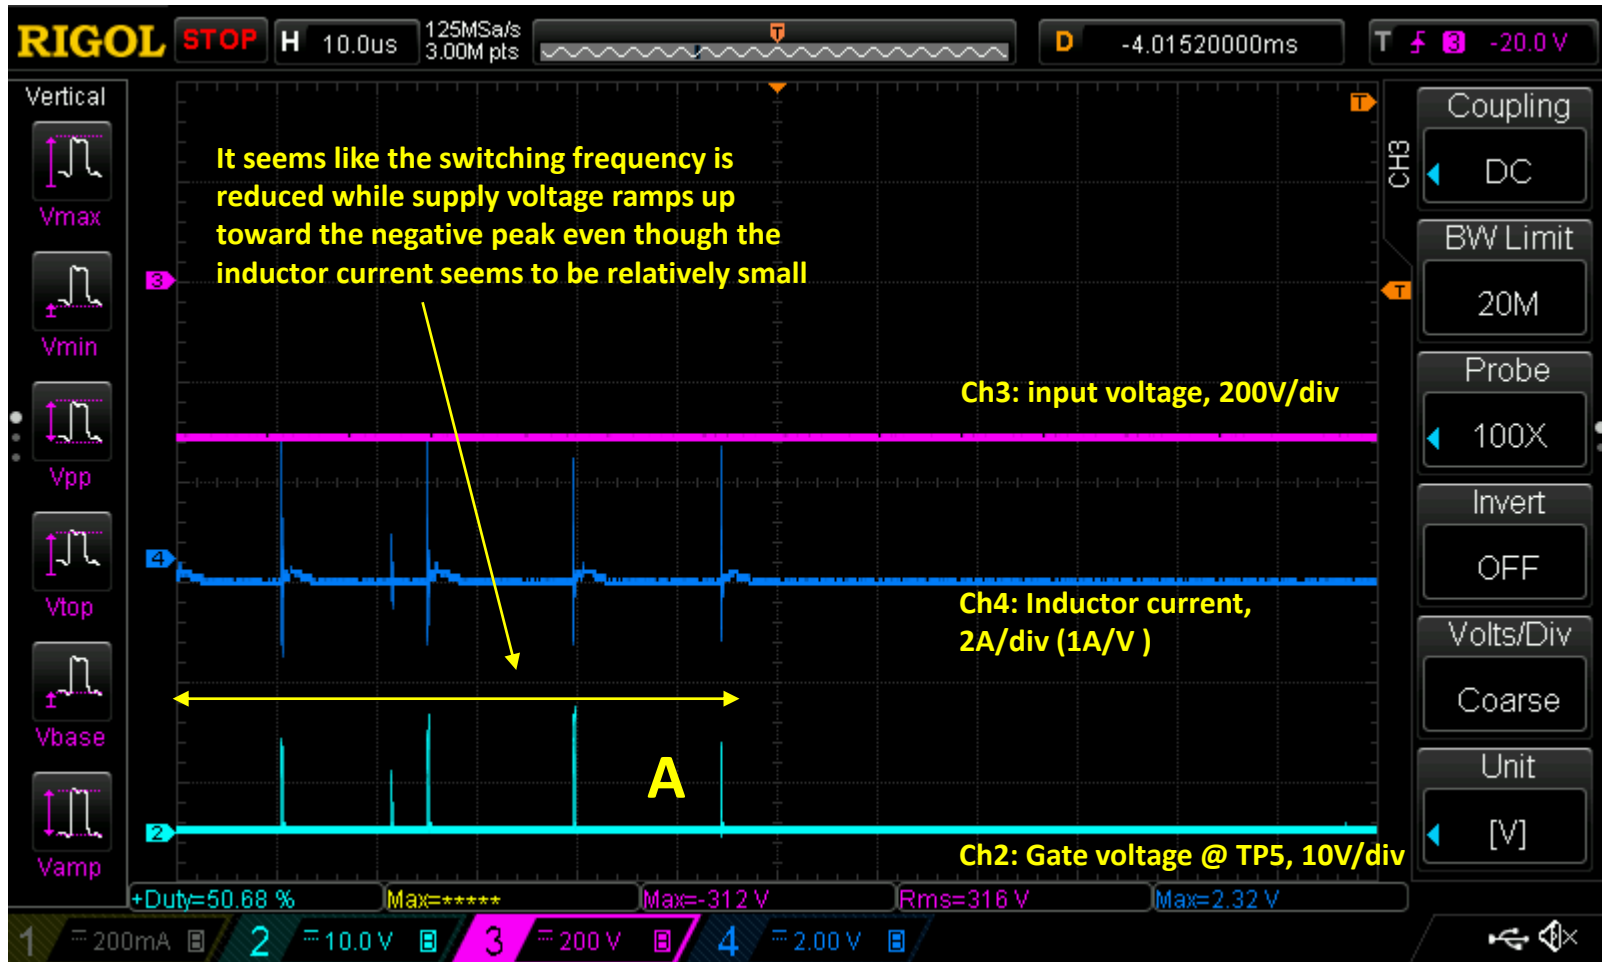 RIGOL STOP H 10.0us 125MSa/s 3.00M pts T D -4.01520000ms T 3 -20.0 V
Vertical
Vmax
Vmin
Vpp
Vtop
Vbase
Vamp
It seems like the switching frequency is
reduced while supply voltage ramps up
toward the negative peak even though the
inductor current seems to be relatively small
T
T
3
4
2
Ch3: input voltage, 200V/div
Ch4: Inductor current,
2A/div (1A/V )
A
Ch2: Gate voltage @ TP5, 10V/div
CH3
Coupling
DC
BW Limit
20M
Probe
100X
Invert
OFF
Volts/Div
Coarse
Unit
[V]
+Duty=50.68 % Max=***** Max=-312 V Rms=316 V Max=2.32 V
1 200mA B 2 10.0 V B 3 200 V B 4 2.00 V B